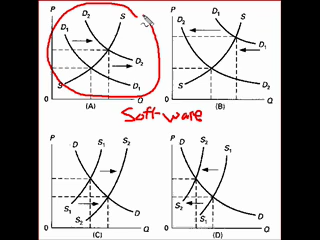 P P
D₂ S S
D₁ D₁
D₂ D₂
S D₁ S D₁ D₂
0 Q 0 Q
(A) (B)
Software
P P
D S₁ S₂ D S₂ S₁
S₁ D S₂ D
S₂ S₁
0 Q 0 Q
(C) (D)